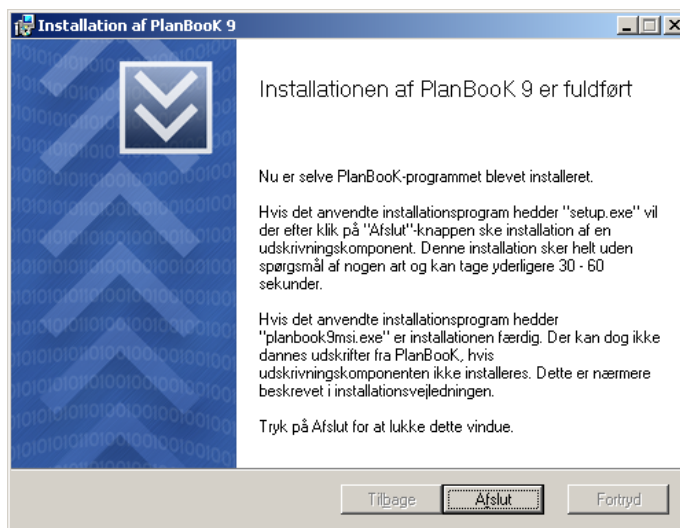 Installation af PlanBooK 9
Installationen af PlanBooK 9 er fuldført
Nu er selve PlanBooK-programmet blevet installeret.
Hvis det anvendte installationsprogram hedder "setup.exe" vil
der efter klik på "Afslut"-knappen ske installation af en
udskrivningskomponent. Denne installation sker helt uden
spørgsmål af nogen art og kan tage yderligere 30 - 60
sekunder.
Hvis det anvendte installationsprogram hedder
"planbook9msi.exe" er installationen færdig. Der kan dog ikke
dannes udskrifter fra PlanBooK, hvis
udskrivningskomponenten ikke installeres. Dette er nærmere
beskrevet i installationsvejledningen.
Tryk på Afslut for at lukke dette vindue.
Tilbage
Afslut
Fortryd